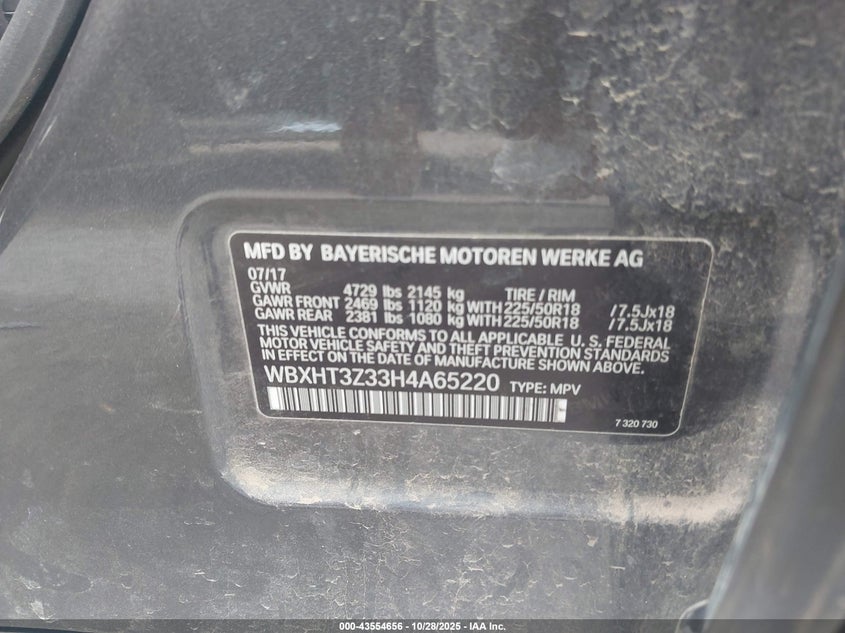 MFD BY BAYERISCHE MOTOREN WERKE AG
07/17
GVWR 4729 lbs 2145 kg TIRE / RIM
GAWR FRONT 2469 lbs 1120 kg WITH 225/50R18 /7.5Jx18
GAWR REAR 2381 lbs 1080 kg WITH 225/50R18 /7.5Jx18
THIS VEHICLE CONFORMS TO ALL APPLICABLE U. S. FEDERAL
MOTOR VEHICLE SAFETY AND THEFT PREVENTION STANDARDS
IN EFFECT ON THE DATE OF MANUFACTURE SHOWN ABOVE.
WBXHT3Z33H4A65220 TYPE: MPV
7 320 730
000-43554656 - 10/28/2025 - IAA Inc.